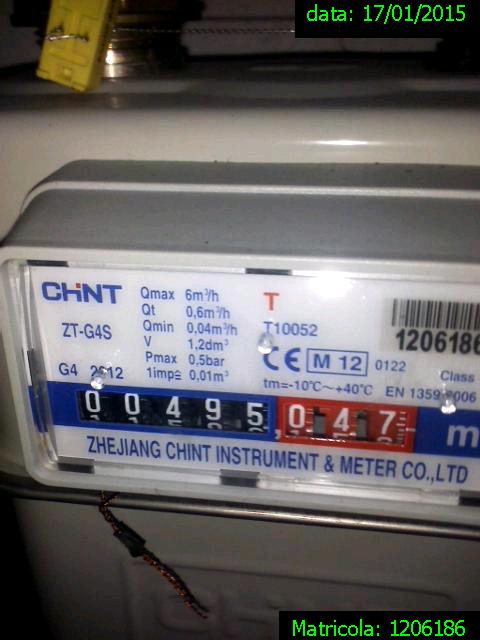 data: 17/01/2015
CHNT
ZT-G4S
G4 2012
Qmax 6m³/h
Qt 0,6m³/h
Qmin 0,04m³/h
V 1,2dm³
Pmax 0,5bar
1imp≙ 0,01m³
T
T10052
CE M 12 0122
tm=-10℃~+40℃
1206186
Class
EN 1359:2006
00495,047 m
ZHEJIANG CHINT INSTRUMENT & METER CO.,LTD
Matricola: 1206186